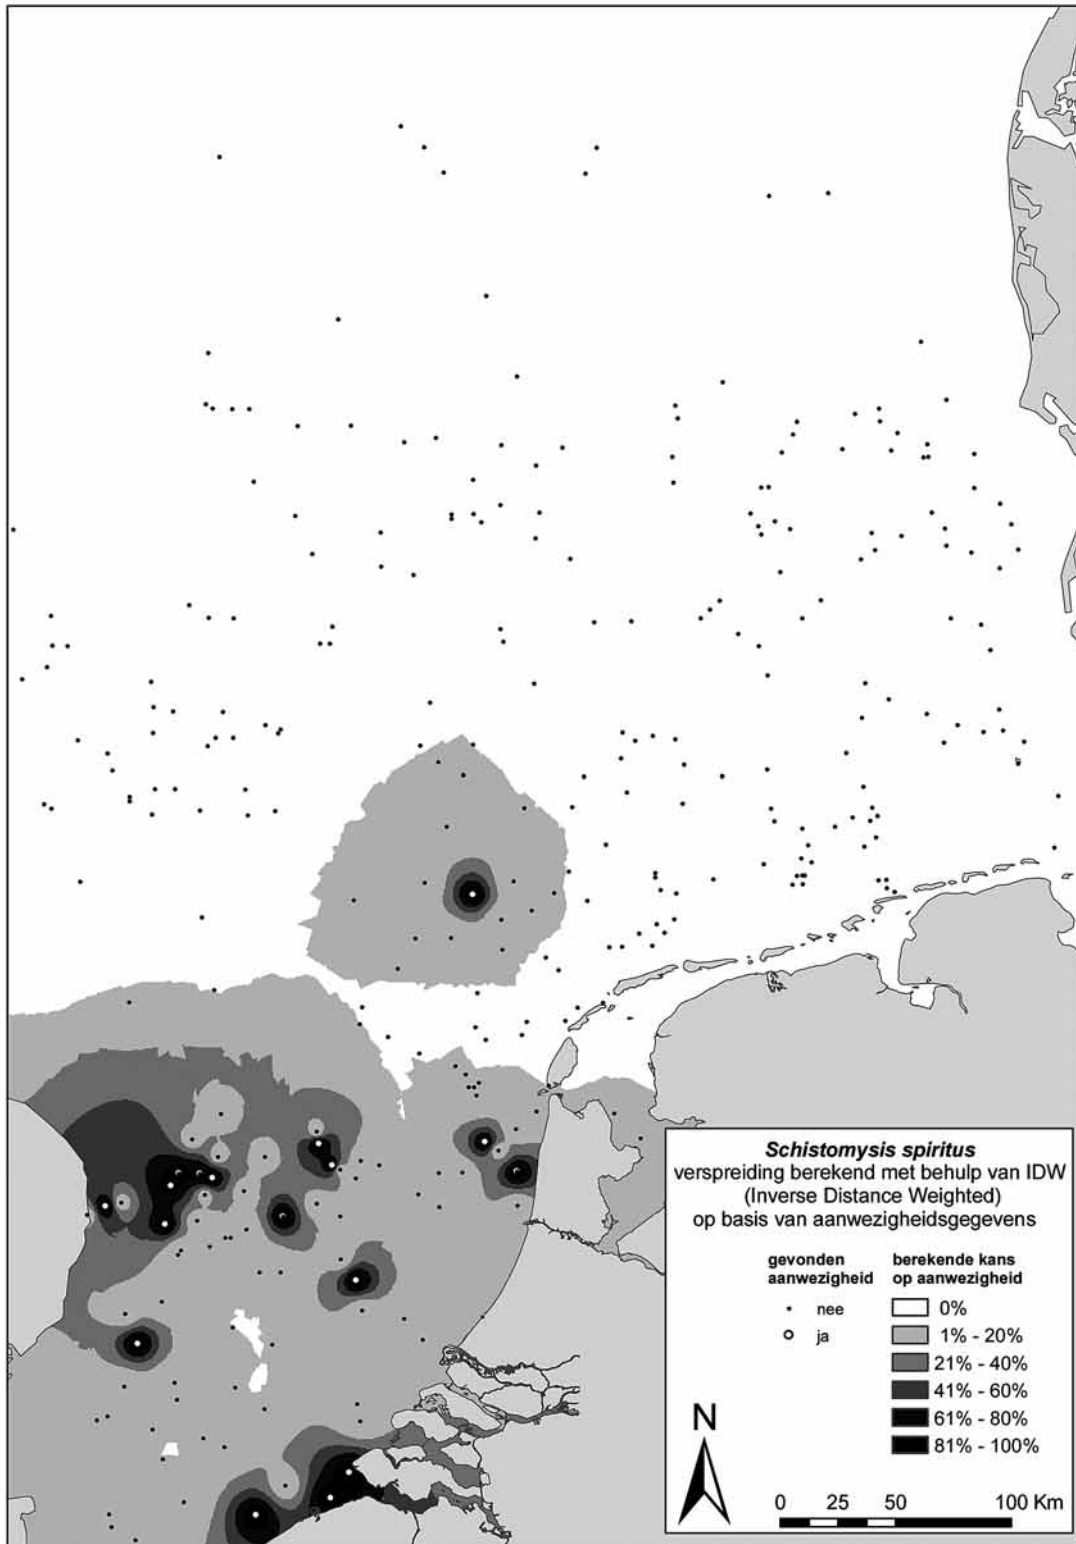 Schistomysis spiritus
verspreiding berekend met behulp van IDW
(Inverse Distance Weighted)
op basis van aanwezigheidsgegevens
gevonden
aanwezigheid
nee
ja
berekende kans
op aanwezigheid
0%
1% - 20%
21% - 40%
41% - 60%
61% - 80%
81% - 100%
N
0 25 50 100 Km